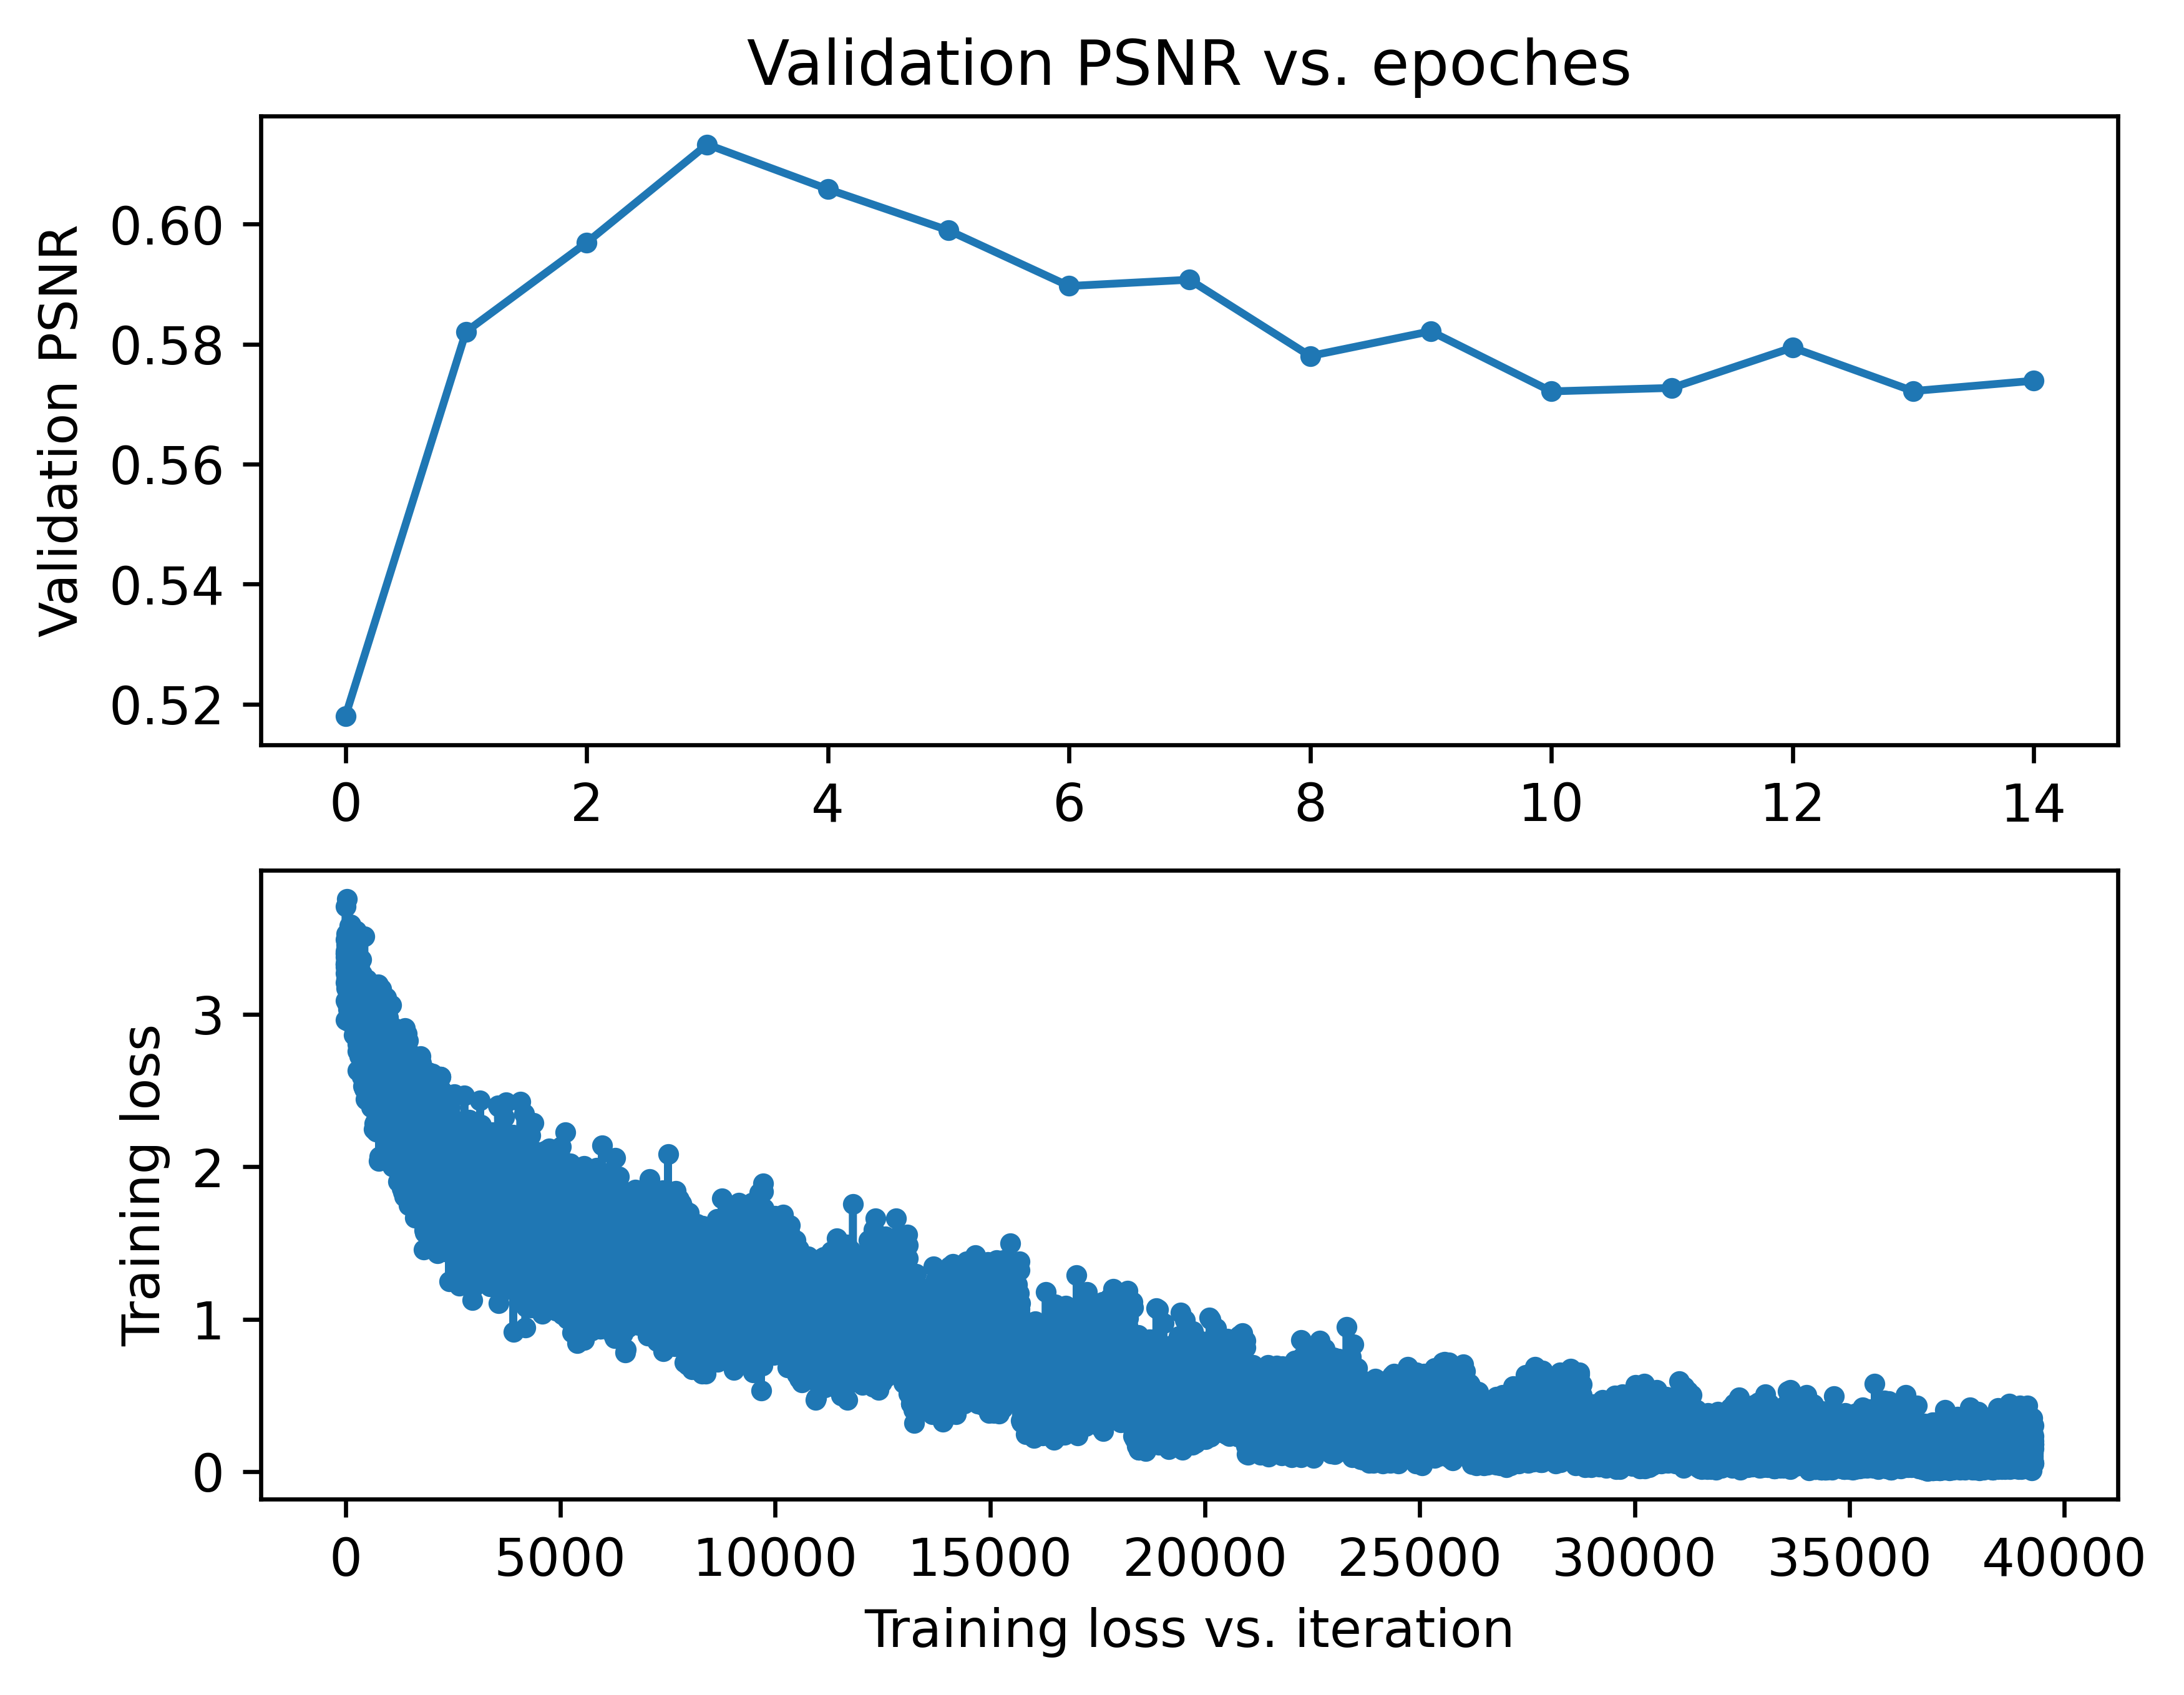 Validation PSNR vs. epoches
Validation PSNR
0.60
0.58
0.56
0.54
0.52
0 2 4 6 8 10 12 14
Training loss
3
2
1
0
0 5000 10000 15000 20000 25000 30000 35000 40000
Training loss vs. iteration